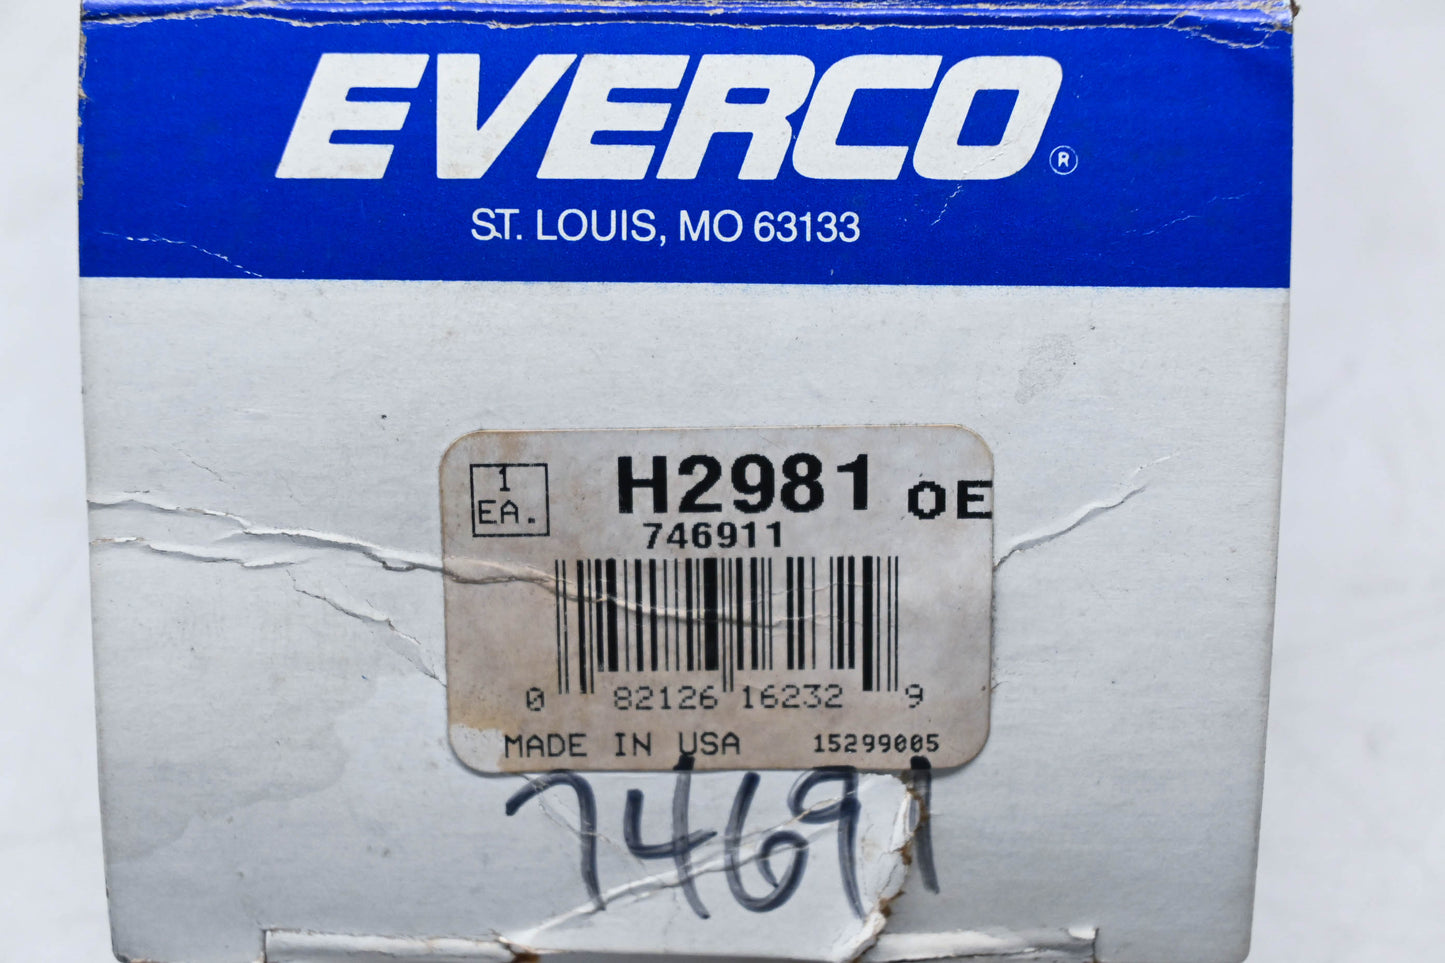 EVERCO®
ST. LOUIS, MO 63133
1
EA.
H2981 OE
746911
0 82126 16232 9
MADE IN USA 15299005
74691